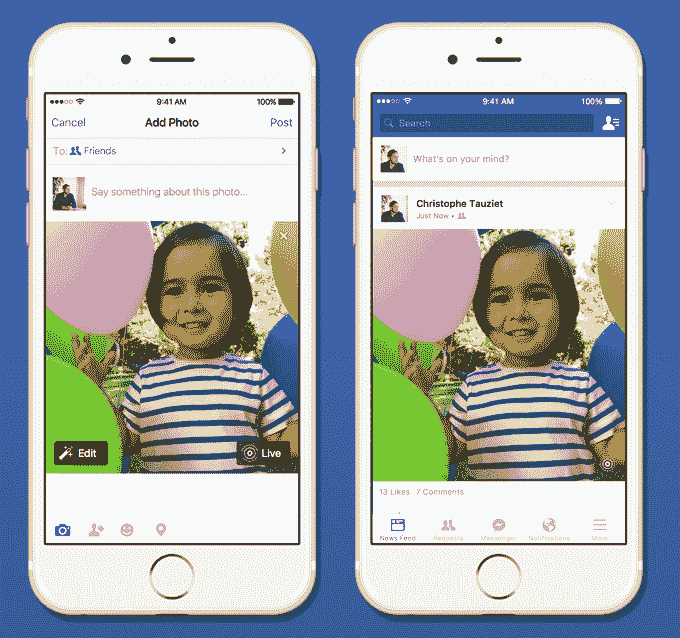 9:41 AM 100%
Cancel Add Photo Post
To: Friends
Say something about this photo...
Edit Live
9:41 AM 100%
Search
What's on your mind?
Christophe Tauziet
Just Now •
13 Likes 7 Comments
News Feed Requests Messenger Notifications More